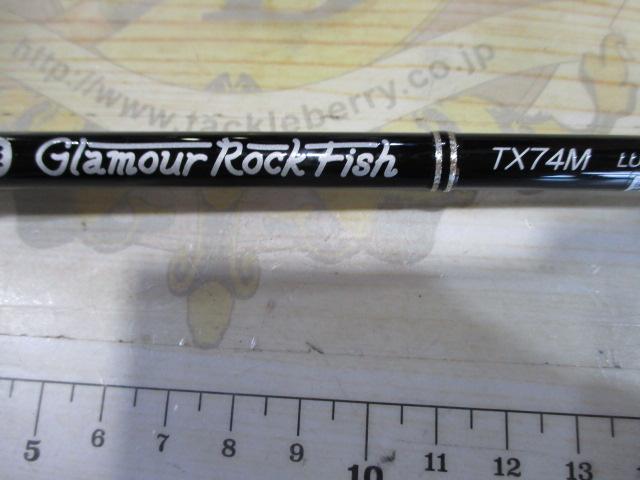 http://www.tackleberry.co.jp
Glamour Rock Fish TX74M
5 6 7 8 9 10 11 12 13